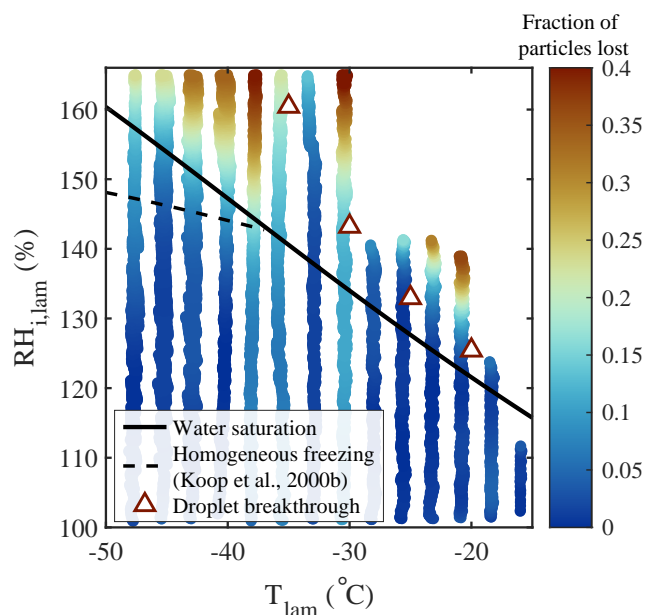 Fraction of
particles lost
160
150
140
130
120
110
100
RH_i,lam (%)
Water saturation
Homogeneous freezing
(Koop et al., 2000b)
Droplet breakthrough
-50
-40
-30
-20
T_lam (°C)
0.4
0.35
0.3
0.25
0.2
0.15
0.1
0.05
0